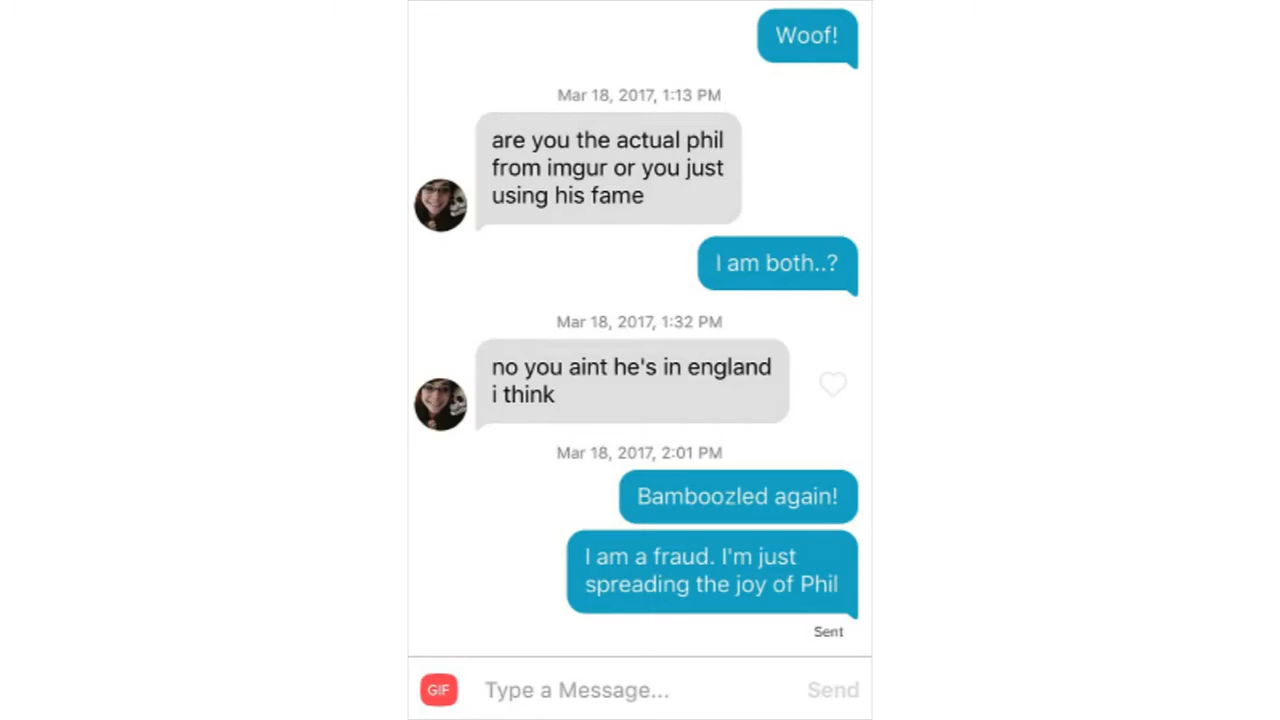 Woof!
Mar 18, 2017, 1:13 PM
are you the actual phil
from imgur or you just
using his fame
I am both..?
Mar 18, 2017, 1:32 PM
no you aint he's in england
i think
Mar 18, 2017, 2:01 PM
Bamboozled again!
I am a fraud. I'm just
spreading the joy of Phil
Sent
GIF Type a Message... Send